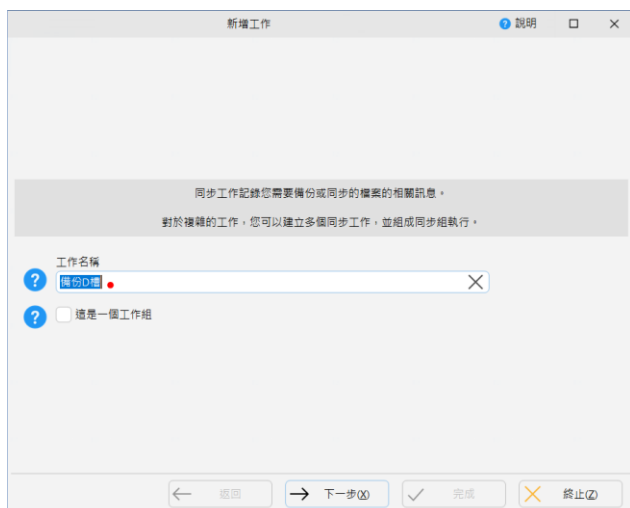 新增工作
說明
同步工作記錄您需要備份或同步的檔案的相關訊息。
對於複雜的工作，您可以建立多個同步工作，並組成同步組執行。
工作名稱
備份D檔
這是一個工作組
返回
下一步(X)
完成
終止(Z)